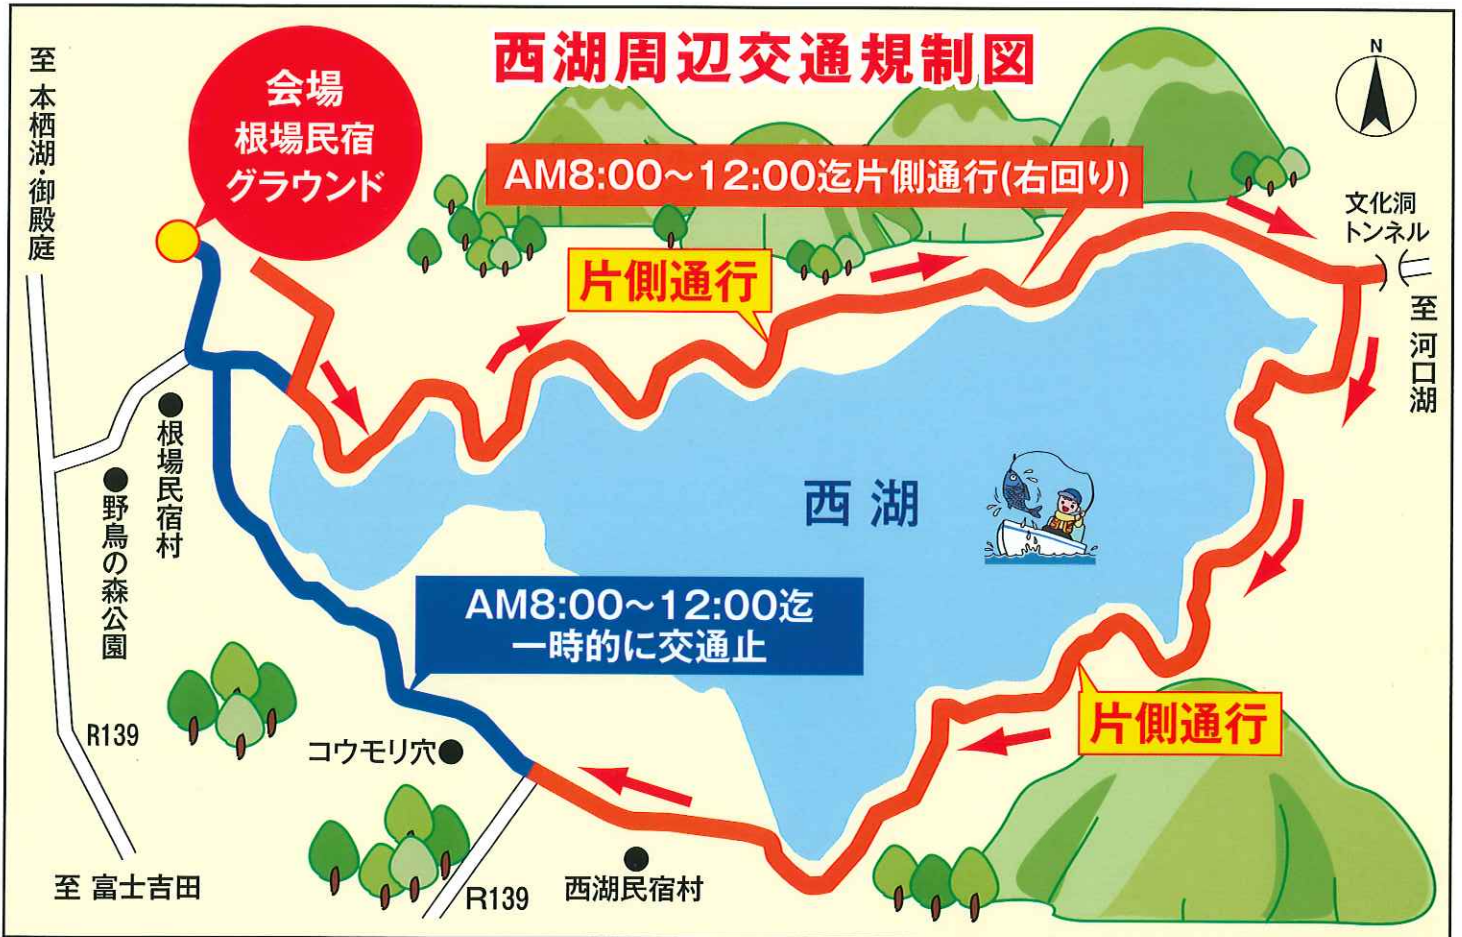 西湖周辺交通規制図
N
至 本栖湖・御殿庭
会場
根場民宿
グラウンド
AM8:00～12:00迄片側通行(右回り)
文化洞
トンネル
片側通行
至 河口湖
根場民宿村
野鳥の森公園
西湖
AM8:00～12:00迄
一時的に交通止
片側通行
R139
コウモリ穴
至 富士吉田
R139
西湖民宿村